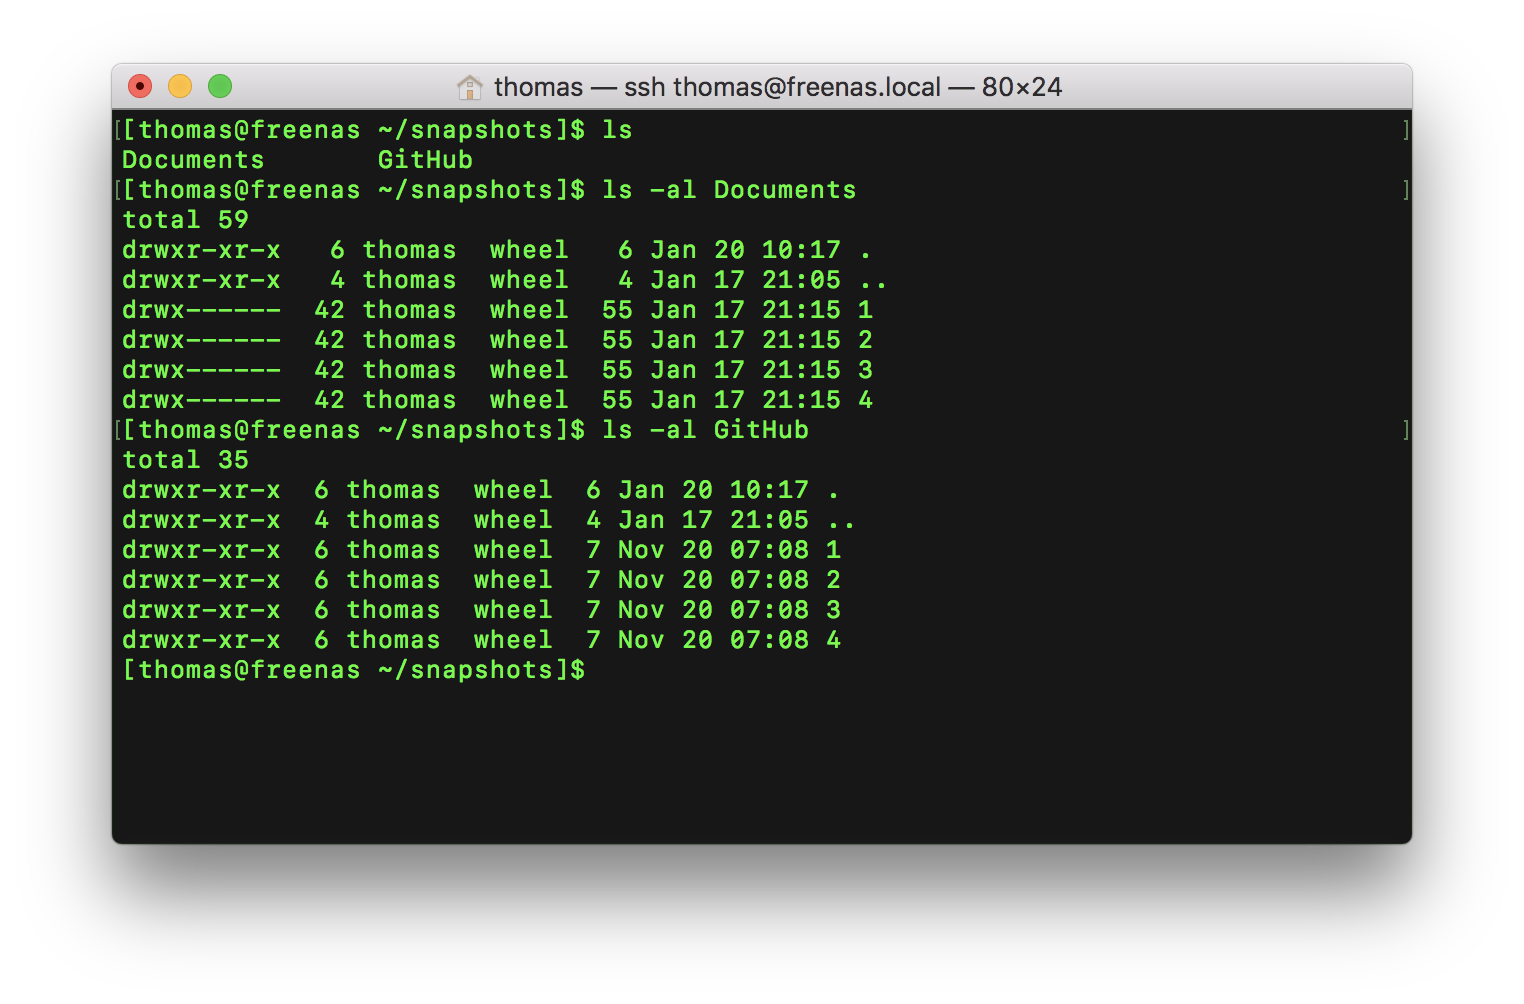 thomas — ssh thomas@freenas.local — 80×24
[[thomas@freenas ~/snapshots]$ ls ]
Documents       GitHub
[[thomas@freenas ~/snapshots]$ ls -al Documents ]
total 59
drwxr-xr-x   6 thomas  wheel   6 Jan 20 10:17 .
drwxr-xr-x   4 thomas  wheel   4 Jan 17 21:05 ..
drwx------  42 thomas  wheel  55 Jan 17 21:15 1
drwx------  42 thomas  wheel  55 Jan 17 21:15 2
drwx------  42 thomas  wheel  55 Jan 17 21:15 3
drwx------  42 thomas  wheel  55 Jan 17 21:15 4
[[thomas@freenas ~/snapshots]$ ls -al GitHub ]
total 35
drwxr-xr-x  6 thomas  wheel  6 Jan 20 10:17 .
drwxr-xr-x  4 thomas  wheel  4 Jan 17 21:05 ..
drwxr-xr-x  6 thomas  wheel  7 Nov 20 07:08 1
drwxr-xr-x  6 thomas  wheel  7 Nov 20 07:08 2
drwxr-xr-x  6 thomas  wheel  7 Nov 20 07:08 3
drwxr-xr-x  6 thomas  wheel  7 Nov 20 07:08 4
[thomas@freenas ~/snapshots]$